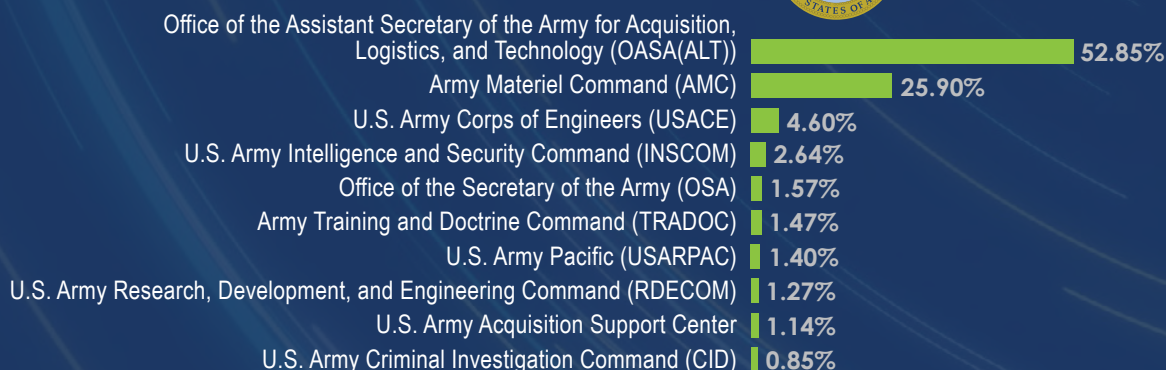 STATES OF A
Office of the Assistant Secretary of the Army for Acquisition,
Logistics, and Technology (OASA(ALT)) 52.85%
Army Materiel Command (AMC) 25.90%
U.S. Army Corps of Engineers (USACE) 4.60%
U.S. Army Intelligence and Security Command (INSCOM) 2.64%
Office of the Secretary of the Army (OSA) 1.57%
Army Training and Doctrine Command (TRADOC) 1.47%
U.S. Army Pacific (USARPAC) 1.40%
U.S. Army Research, Development, and Engineering Command (RDECOM) 1.27%
U.S. Army Acquisition Support Center 1.14%
U.S. Army Criminal Investigation Command (CID) 0.85%